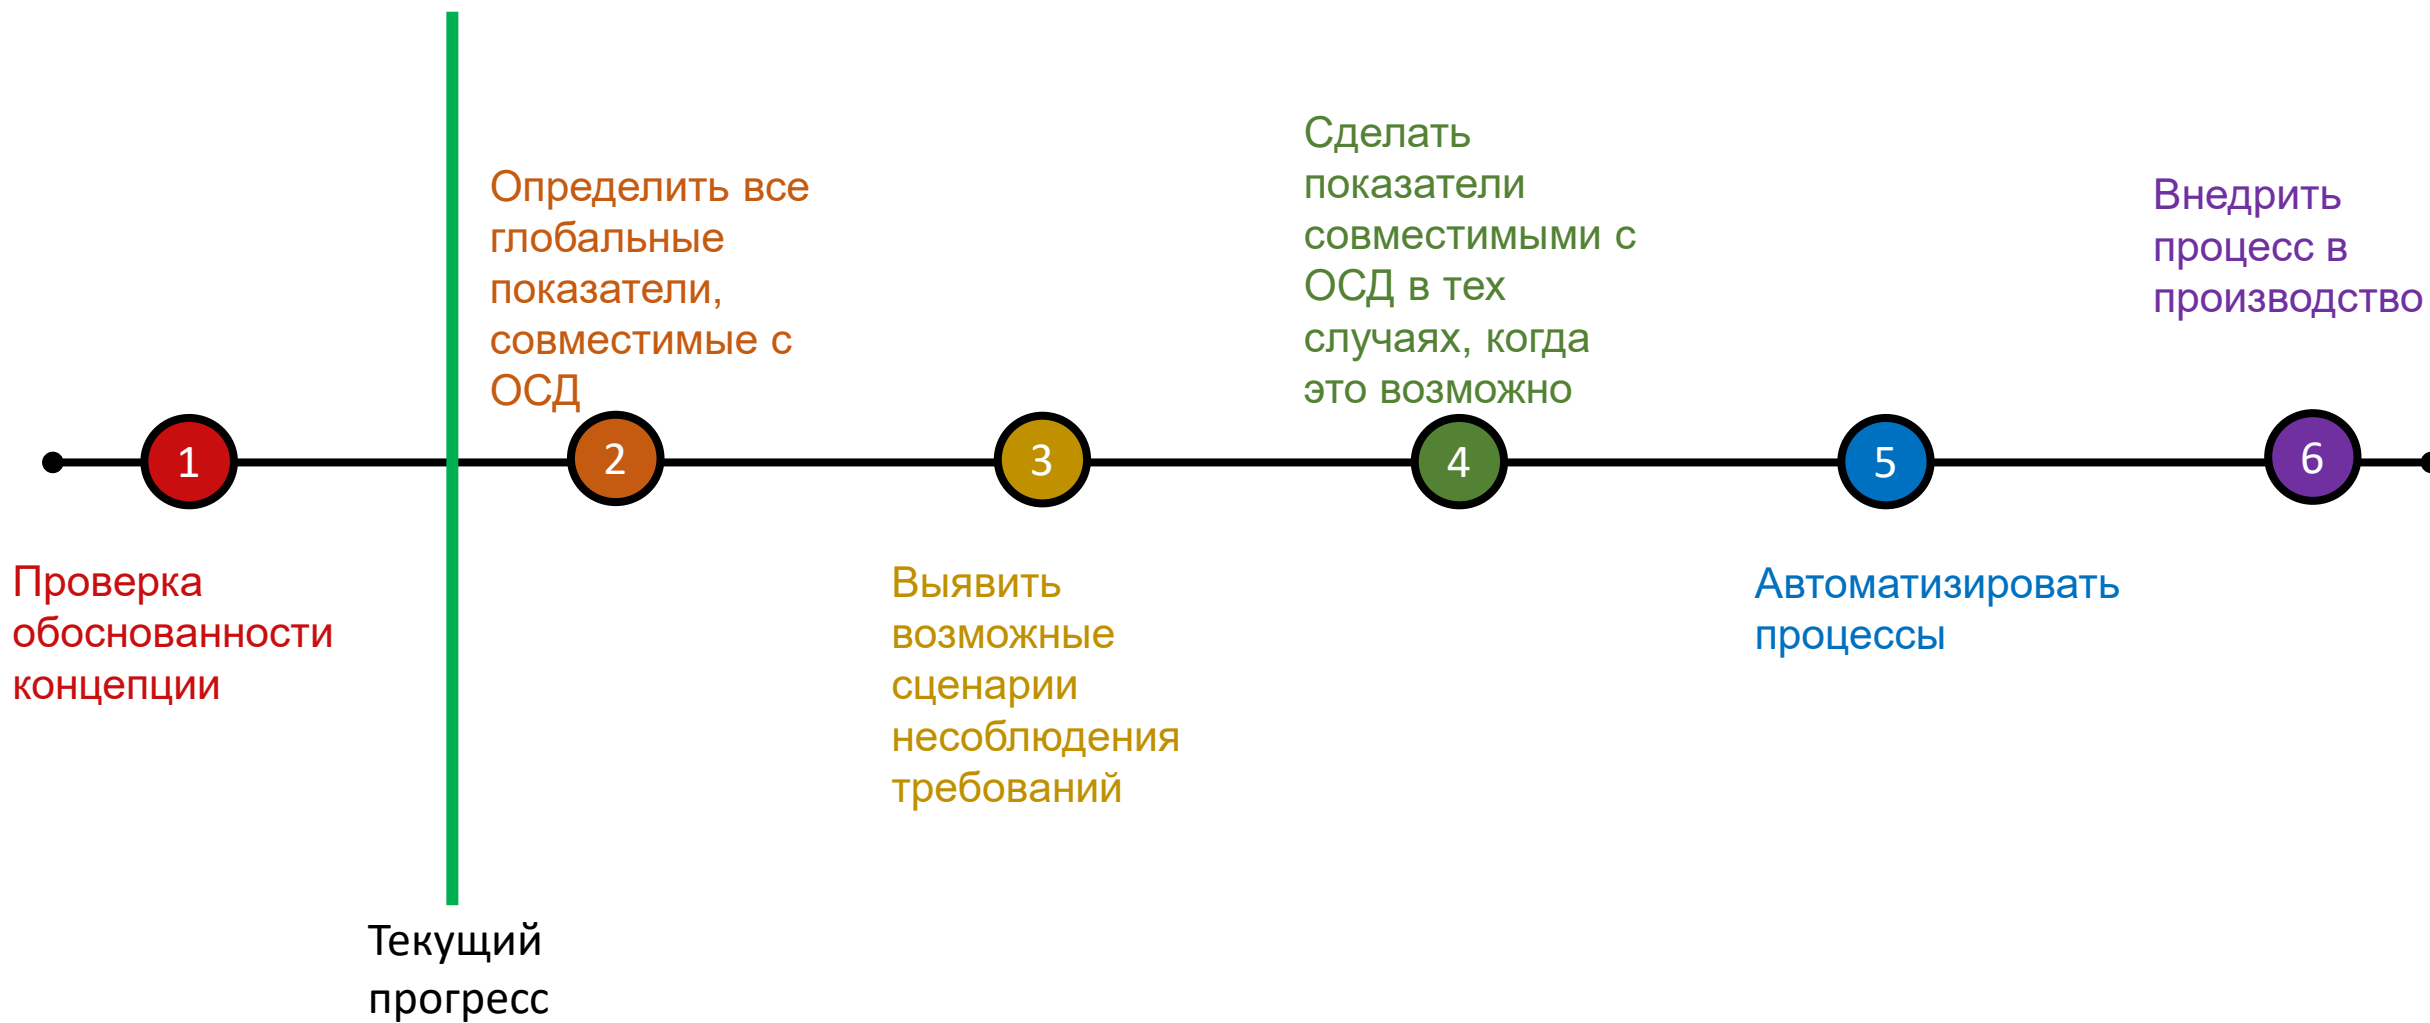 Проверка
обоснованности
концепции
Определить все
глобальные
показатели,
совместимые с
ОСД
Выявить
возможные
сценарии
несоблюдения
требований
Сделать
показатели
совместимыми с
ОСД в тех
случаях, когда
это возможно
Автоматизировать
процессы
Внедрить
процесс в
производство
1
2
3
4
5
6
Текущий
прогресс